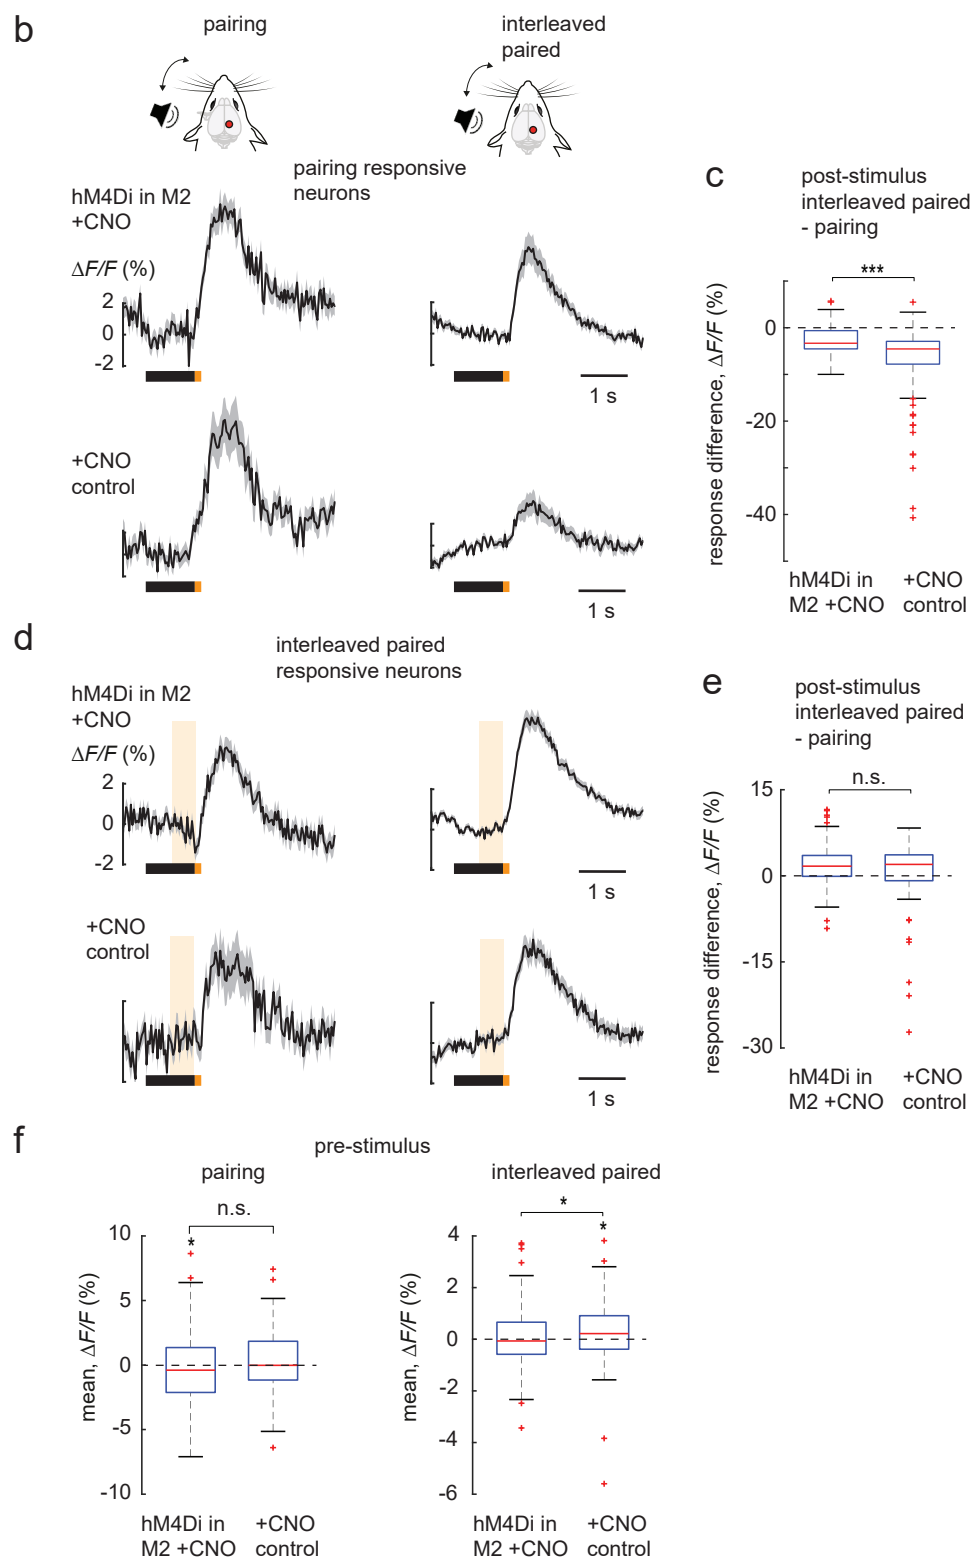 b
pairing
interleaved
paired
pairing responsive
neurons
hM4Di in M2
+CNO
ΔF/F (%)
2
0
-2
1 s
+CNO
control
1 s
c
post-stimulus
interleaved paired
- pairing
***
response difference, ΔF/F (%)
0
-20
-40
hM4Di in
M2 +CNO
+CNO
control
d
interleaved paired
responsive neurons
hM4Di in M2
+CNO
ΔF/F (%)
2
0
-2
1 s
+CNO
control
1 s
e
post-stimulus
interleaved paired
- pairing
n.s.
response difference, ΔF/F (%)
15
0
-15
-30
hM4Di in
M2 +CNO
+CNO
control
f
pre-stimulus
pairing
n.s.
*
mean, ΔF/F (%)
10
5
0
-5
-10
hM4Di in
M2 +CNO
+CNO
control
interleaved paired
*
*
mean, ΔF/F (%)
4
2
0
-2
-4
-6
hM4Di in
M2 +CNO
+CNO
control